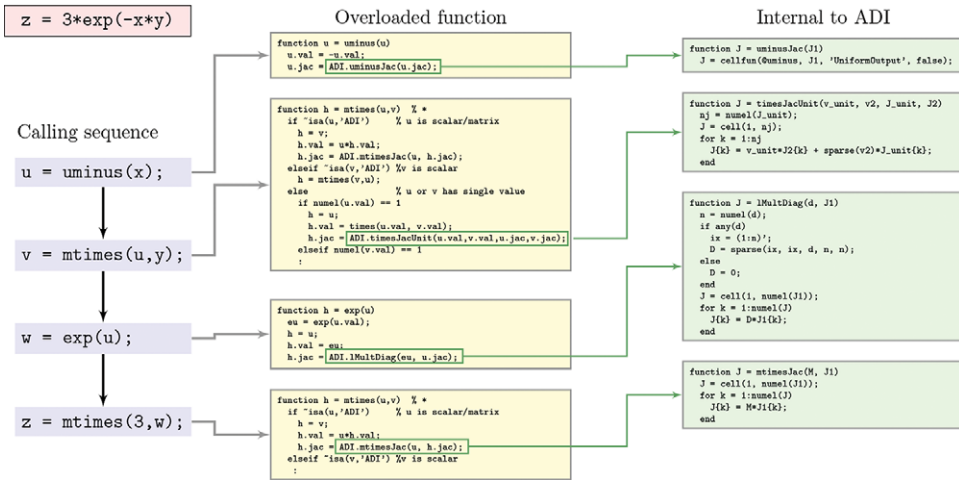 z = 3*exp(-x*y)
Calling sequence
u = uminus(x);
v = mtimes(u,y);
w = exp(u);
z = mtimes(3,w);
Overloaded function
function u = uminus(u)
u.val = -u.val;
u.jac = ADI.uminusJac(u.jac);
function h = mtimes(u,v) % *
if ~isa(u,'ADI') % u is scalar/matrix
h = v;
h.val = u*h.val;
h.jac = ADI.mtimesJac(u, h.jac);
elseif ~isa(v,'ADI') %v is scalar
h = mtimes(v,u);
else % u or v has single value
if numel(u.val) == 1
h = u;
h.val = times(u.val, v.val);
h.jac = ADI.timesJacUnit(u.val,v.val,u.jac,v.jac);
elseif numel(v.val) == 1
:
function h = exp(u)
eu = exp(u.val);
h = u;
h.val = eu;
h.jac = ADI.lMultDiag(eu, u.jac);
function h = mtimes(u,v) % *
if ~isa(u,'ADI') % u is scalar/matrix
h = v;
h.val = u*h.val;
h.jac = ADI.mtimesJac(u, h.jac);
elseif ~isa(v,'ADI') %v is scalar
:
Internal to ADI
function J = uminusJac(J1)
J = cellfun(@uminus, J1, 'UniformOutput', false);
function J = timesJacUnit(v_unit, v2, J_unit, J2)
nj = numel(J_unit);
J = cell(1, nj);
for k = 1:nj
J{k} = v_unit*J2{k} + sparse(v2)*J_unit{k};
end
function J = lMultDiag(d, J1)
n = numel(d);
if any(d)
ix = (1:n)';
D = sparse(ix, ix, d, n, n);
else
D = 0;
end
J = cell(1, numel(J1));
for k = 1:numel(J)
J{k} = D*J1{k};
end
function J = mtimesJac(M, J1)
J = cell(1, numel(J1));
for k = 1:numel(J)
J{k} = M*J1{k};
end